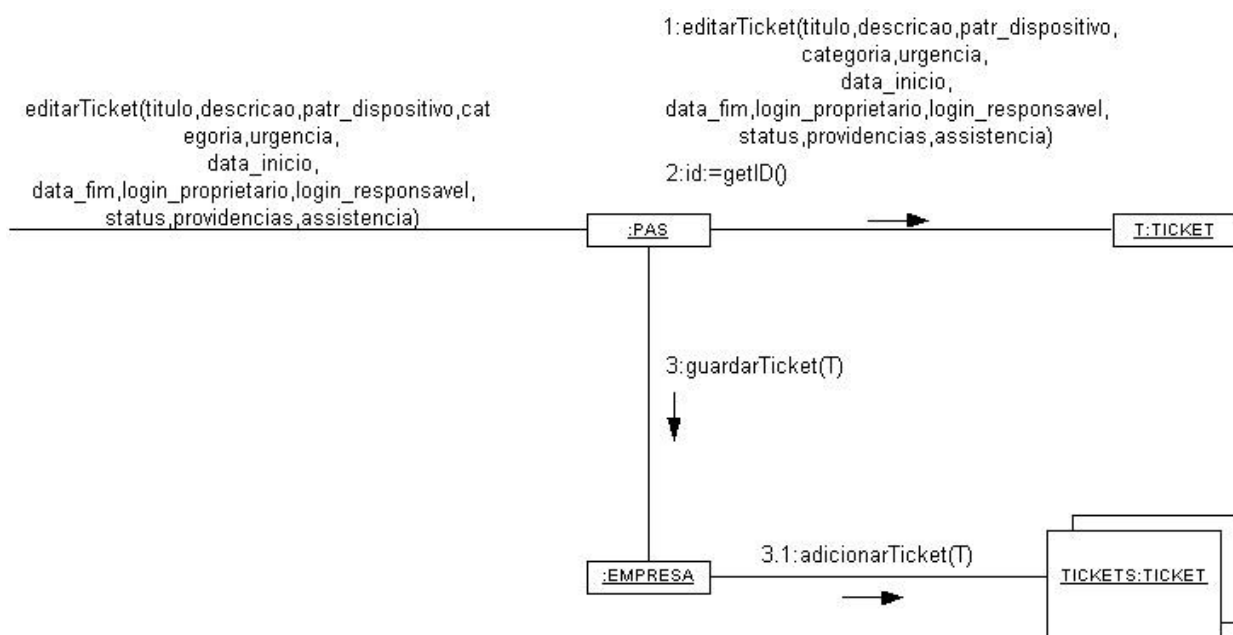 1:editarTicket(titulo,descricao,patr_dispositivo,
categoria,urgencia,
data_inicio,
data_fim,login_proprietario,login_responsavel,
status,providencias,assistencia)
2:id:=getID()
editarTicket(titulo,descricao,patr_dispositivo,cat
egoria,urgencia,
data_inicio,
data_fim,login_proprietario,login_responsavel,
status,providencias,assistencia)
:PAS
T:TICKET
3:guardarTicket(T)
:EMPRESA
3.1:adicionarTicket(T)
TICKETS:TICKET